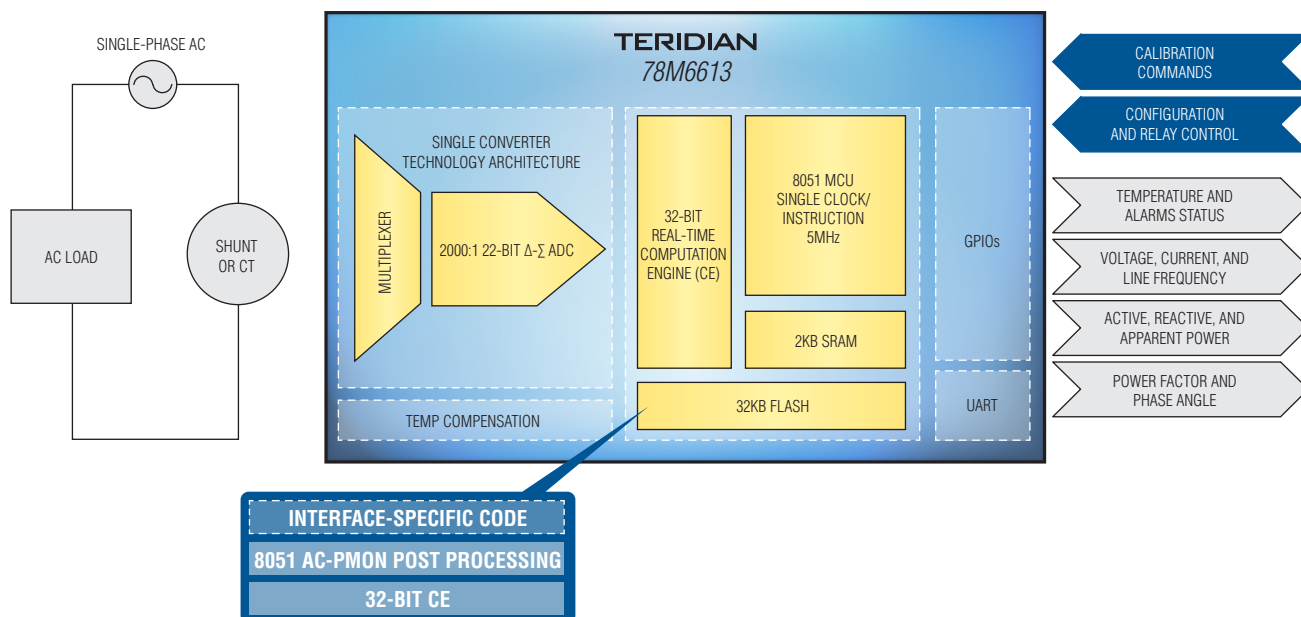 SINGLE-PHASE AC
AC LOAD
SHUNT
OR CT
TERIDIAN
78M6613
SINGLE CONVERTER
TECHNOLOGY ARCHITECTURE
MULTIPLEXER
2000:1 22-BIT Δ-Σ ADC
TEMP COMPENSATION
32-BIT
REAL-TIME
COMPUTATION
ENGINE (CE)
8051 MCU
SINGLE CLOCK/
INSTRUCTION
5MHz
2KB SRAM
32KB FLASH
GPIOs
UART
CALIBRATION
COMMANDS
CONFIGURATION
AND RELAY CONTROL
TEMPERATURE AND
ALARMS STATUS
VOLTAGE, CURRENT, AND
LINE FREQUENCY
ACTIVE, REACTIVE, AND
APPARENT POWER
POWER FACTOR AND
PHASE ANGLE
INTERFACE-SPECIFIC CODE
8051 AC-PMON POST PROCESSING
32-BIT CE